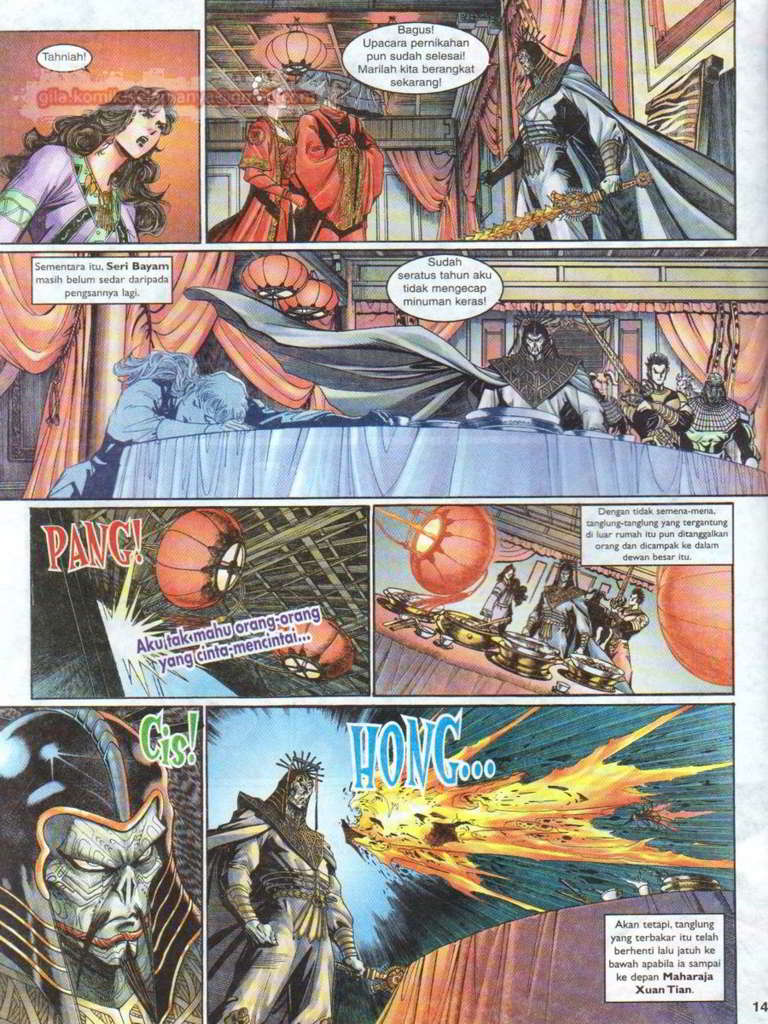 Tahniah!
Bagus!
Upacara pernikahan
pun sudah selesai!
Marilah kita berangkat
sekarang!
Sementara itu, Seri Bayam
masih belum sedar daripada
pengsannya lagi.
Sudah
seratus tahun aku
tidak mengecap
minuman keras!
PANG!
Aku tak mahu orang-orang
yang cinta-mencintai...
Dengan tidak semena-mena,
tanglung-tanglung yang tergantung
di luar rumah itu pun ditanggalkan
orang dan dicampak ke dalam
dewan besar itu.
Cis!
HONG...
Akan tetapi, tanglung
yang terbakar itu telah
berhenti lalu jatuh ke
bawah apabila ia sampai
ke depan Maharaja
Xuan Tian.
14